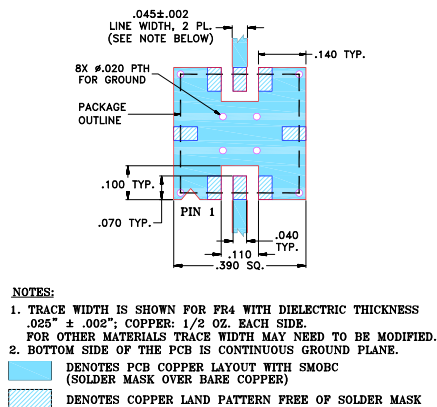 .045±.002
LINE WIDTH, 2 PL.
(SEE NOTE BELOW)
.140 TYP.
8X ø.020 PTH
FOR GROUND
PACKAGE
OUTLINE
.100 TYP.
.070 TYP.
PIN 1
.040
TYP.
.110
.390 SQ.
NOTES:
1. TRACE WIDTH IS SHOWN FOR FR4 WITH DIELECTRIC THICKNESS
.025" ± .002"; COPPER: 1/2 OZ. EACH SIDE.
FOR OTHER MATERIALS TRACE WIDTH MAY NEED TO BE MODIFIED.
2. BOTTOM SIDE OF THE PCB IS CONTINUOUS GROUND PLANE.
DENOTES PCB COPPER LAYOUT WITH SMOBC
(SOLDER MASK OVER BARE COPPER)
DENOTES COPPER LAND PATTERN FREE OF SOLDER MASK